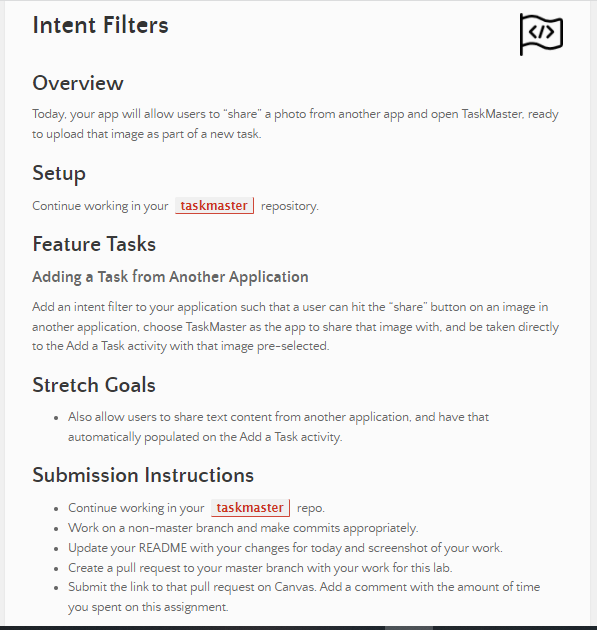 Intent Filters
</>
Overview
Today, your app will allow users to “share” a photo from another app and open TaskMaster, ready
to upload that image as part of a new task.
Setup
Continue working in your taskmaster repository.
Feature Tasks
Adding a Task from Another Application
Add an intent filter to your application such that a user can hit the “share” button on an image in
another application, choose TaskMaster as the app to share that image with, and be taken directly
to the Add a Task activity with that image pre-selected.
Stretch Goals
• Also allow users to share text content from another application, and have that
automatically populated on the Add a Task activity.
Submission Instructions
• Continue working in your taskmaster repo.
• Work on a non-master branch and make commits appropriately.
• Update your README with your changes for today and screenshot of your work.
• Create a pull request to your master branch with your work for this lab.
• Submit the link to that pull request on Canvas. Add a comment with the amount of time
you spent on this assignment.